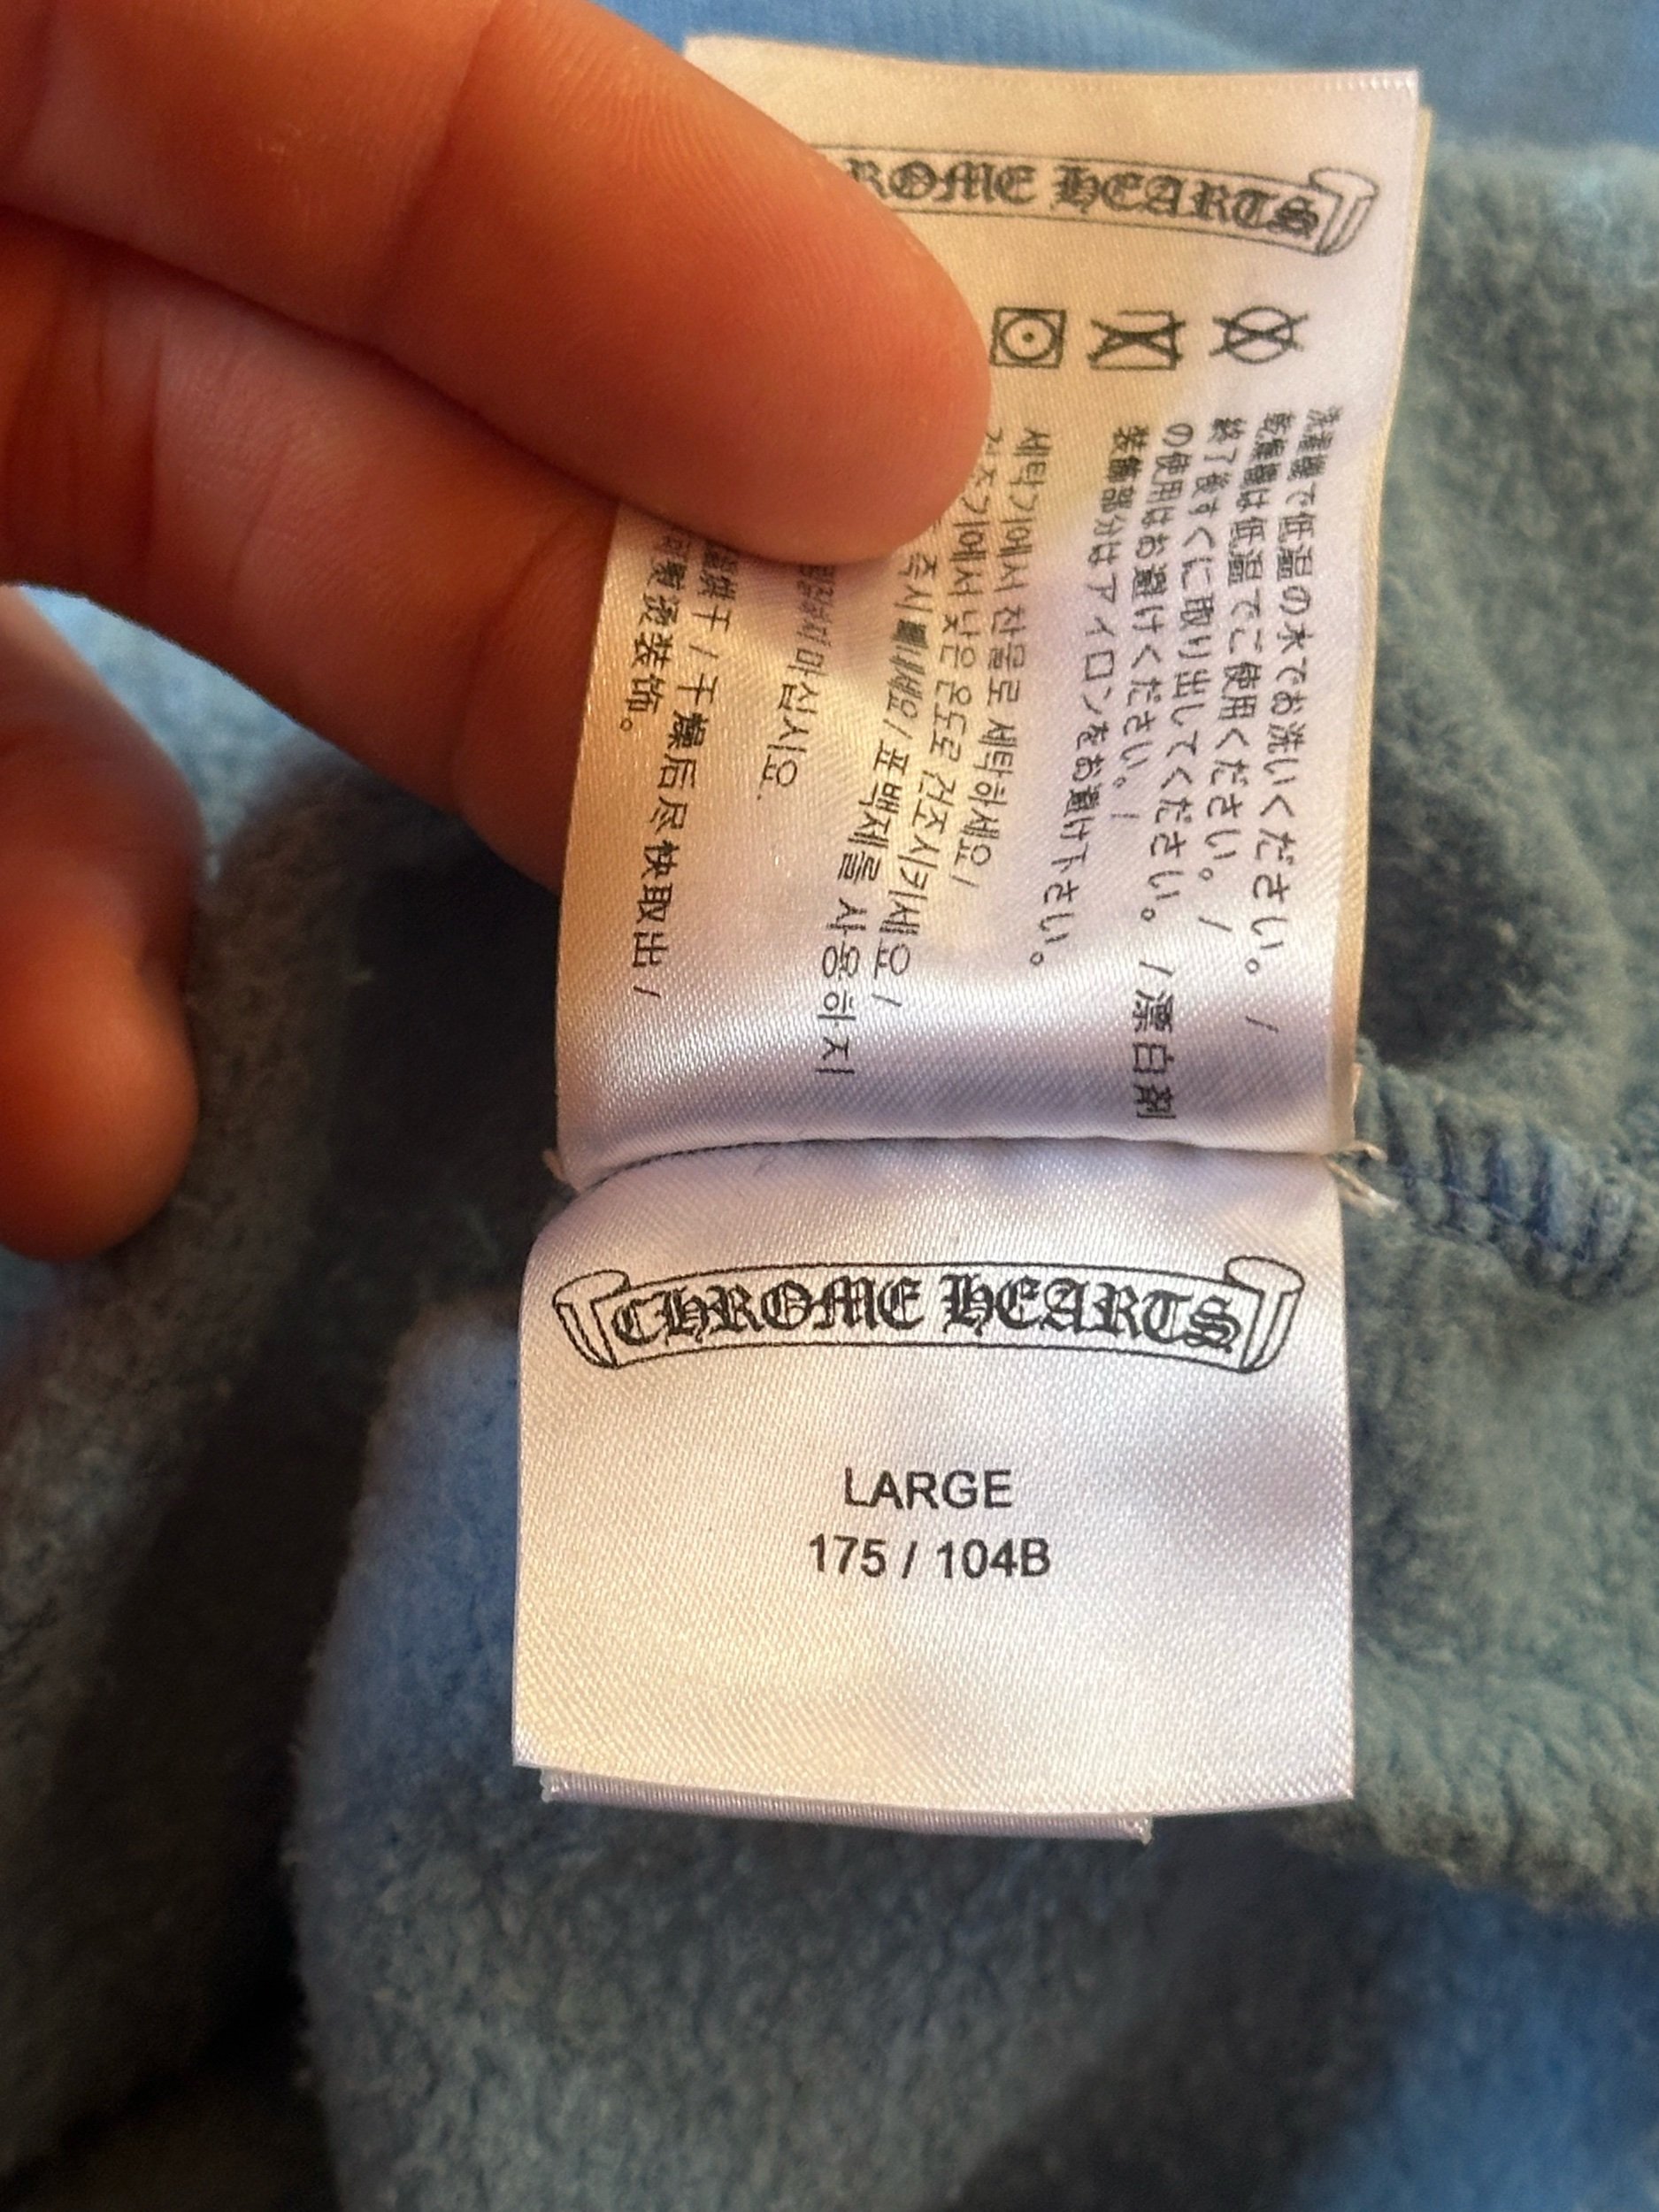 ROME HEARTS
洗濯機で低温の水でお洗いください。 /
乾燥機は低温でご使用ください。 /
終了後すぐに取り出してください。 / 漂白剤
の使用はお避けください。 /
装飾部分はアイロンをお避け下さい。
세탁기에서 찬물로 세탁하세요 /
건조기에서 낮은 온도로 건조시키세요 /
즉시 빼내세요 / 표백제를 사용하지
마십시요.
烘干 / 干燥后尽快取出 /
熨烫装饰。
CHROME HEARTS
LARGE
175 / 104B